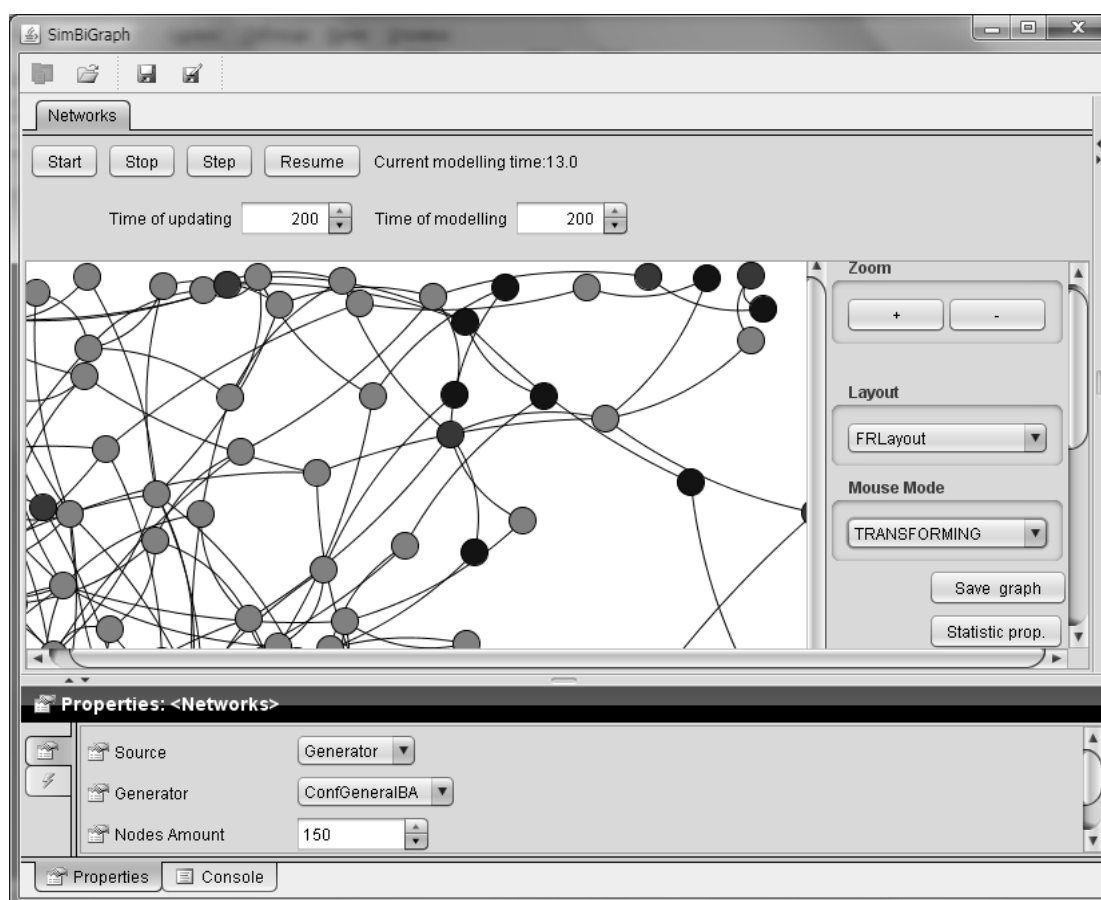 SimBiGraph
Networks
Start Stop Step Resume Current modelling time:13.0
Time of updating 200 Time of modelling 200
Zoom
+ -
Layout
FRLayout
Mouse Mode
TRANSFORMING
Save graph
Statistic prop.
Properties: <Networks>
Source Generator
Generator ConfGeneralBA
Nodes Amount 150
Properties Console